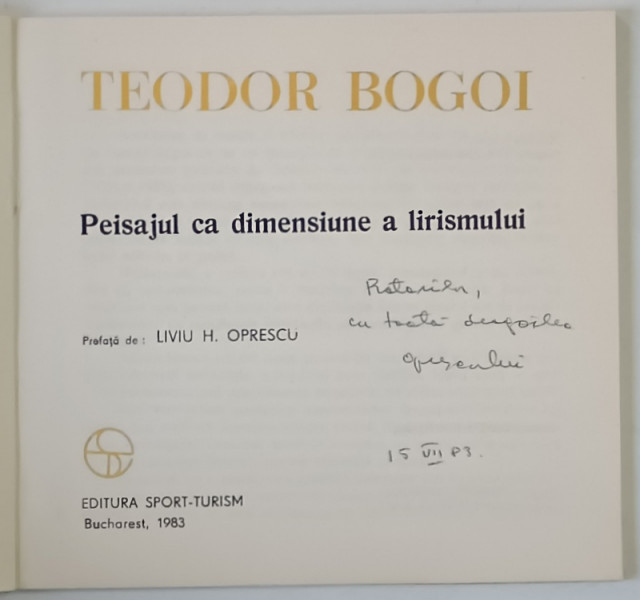 TEODOR BOGOI
Peisajul ca dimensiune a lirismului
Prefață de: LIVIU H. OPRESCU
cu toată
15 VII 83.
EDITURA SPORT-TURISM
Bucharest, 1983